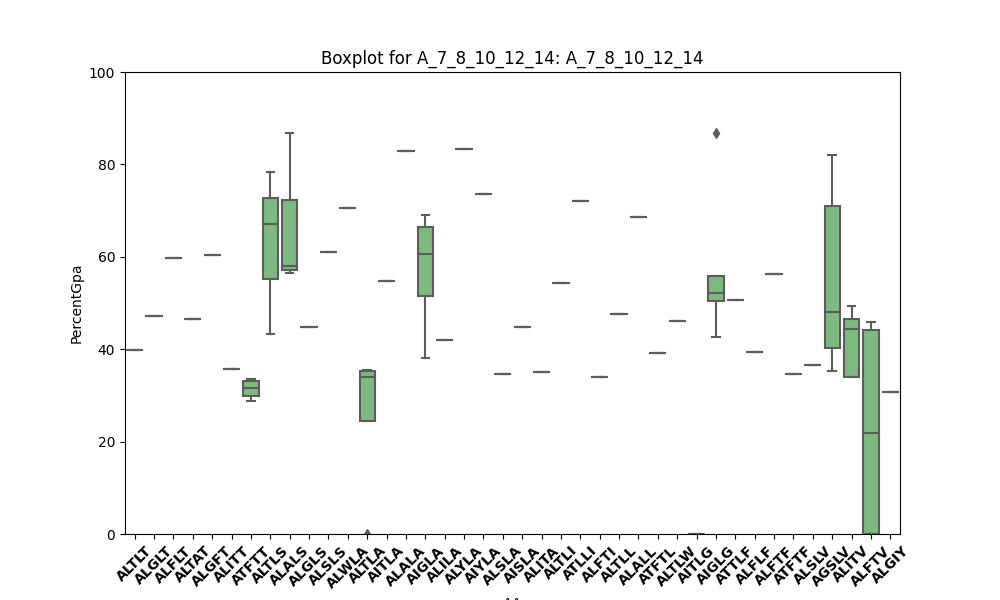 Boxplot for A_7_8_10_12_14: A_7_8_10_12_14
PercentGpa
100
80
60
40
20
0
ALTLT
ALGLT
ALFLT
ALTAT
ALGFT
ALITT
ATFTT
ALTLS
ALALS
ALGLS
ALSLS
ALWLA
ALTLA
AITLA
ALALA
AIGLA
ALILA
ALYLA
AIYLA
ALSLA
AISLA
ALITA
ALTLI
ATLLI
ALFTI
ALTLL
ALALL
ATFTL
ALTLW
AITLG
AIGLG
ATTLF
ALFLF
ALFTF
ATFTF
ALSLV
AGSLV
ALITV
ALFTV
ALGIY